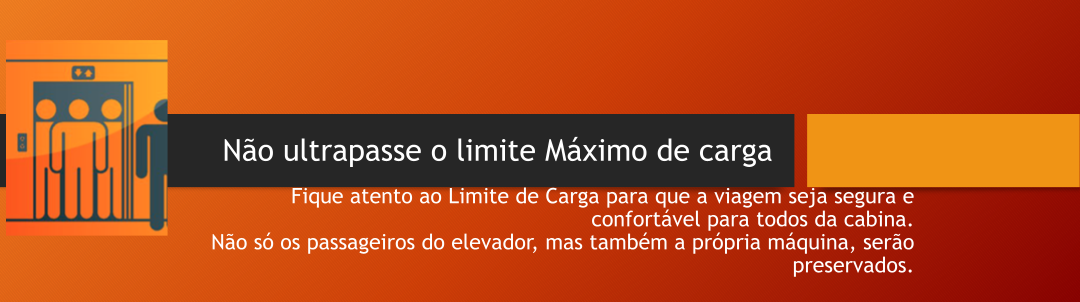 Não ultrapasse o limite Máximo de carga
Fique atento ao Limite de Carga para que a viagem seja segura e
confortável para todos da cabina.
Não só os passageiros do elevador, mas também a própria máquina, serão
preservados.